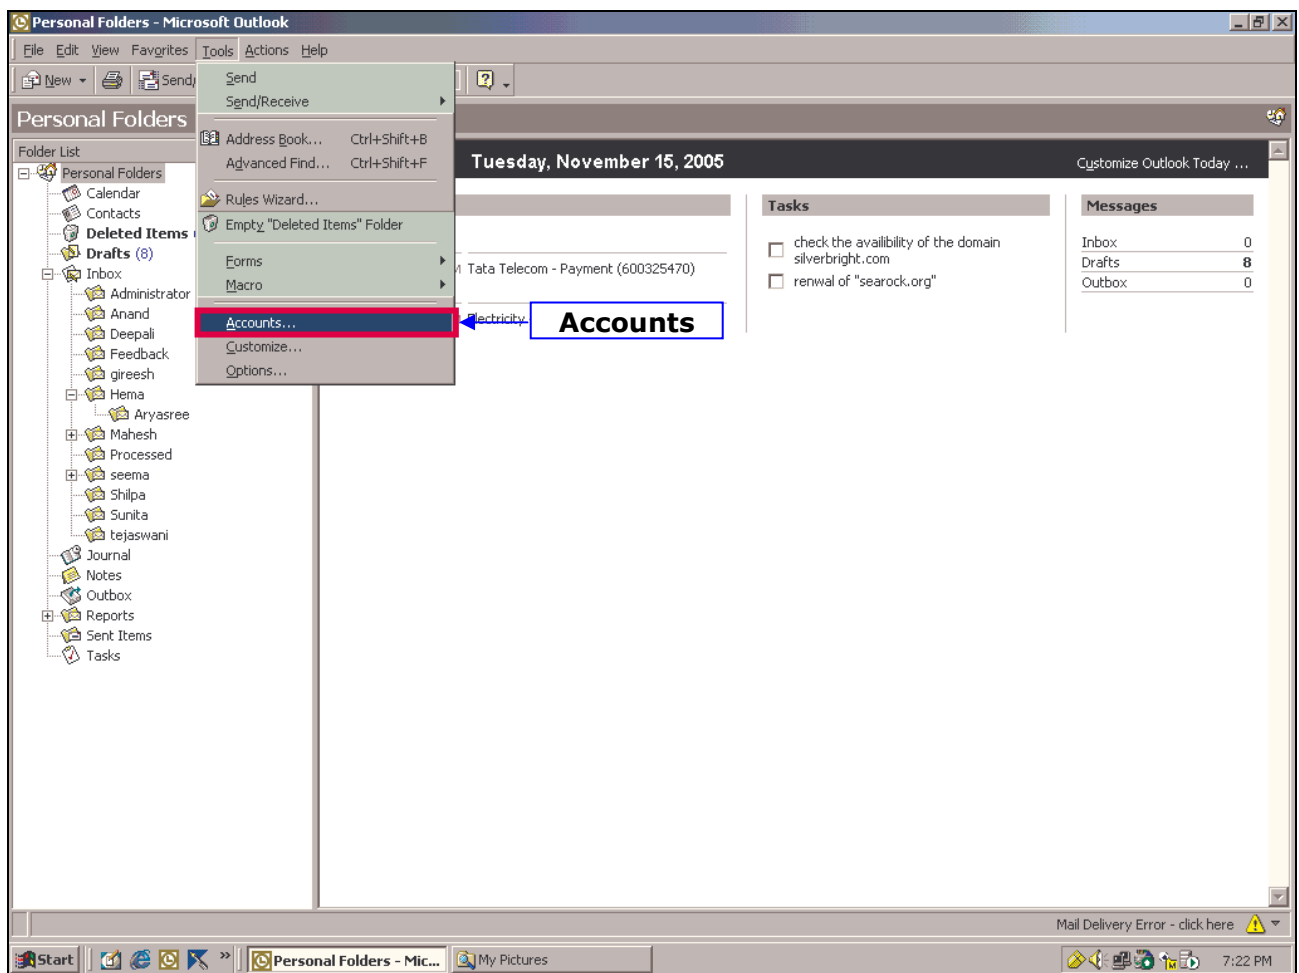 Personal Folders - Microsoft Outlook
File Edit View Favorites Tools Actions Help
New Send/
Send
Send/Receive
Address Book... Ctrl+Shift+B
Advanced Find... Ctrl+Shift+F
Rules Wizard...
Empty "Deleted Items" Folder
Forms
Macro
Accounts...
Customize...
Options...
Personal Folders
Folder List
Personal Folders
Calendar
Contacts
Deleted Items
Drafts (8)
Inbox
Administrator
Anand
Deepali
Feedback
gireesh
Hema
Aryasree
Mahesh
Processed
seema
Shilpa
Sunita
tejaswani
Journal
Notes
Outbox
Reports
Sent Items
Tasks
Tuesday, November 15, 2005
Customize Outlook Today ...
M Tata Telecom - Payment (600325470)
Electricity
Accounts
Tasks
check the availibility of the domain
silverbright.com
renwal of "searock.org"
Messages
Inbox 0
Drafts 8
Outbox 0
Mail Delivery Error - click here
Start » Personal Folders - Mic... My Pictures 7:22 PM